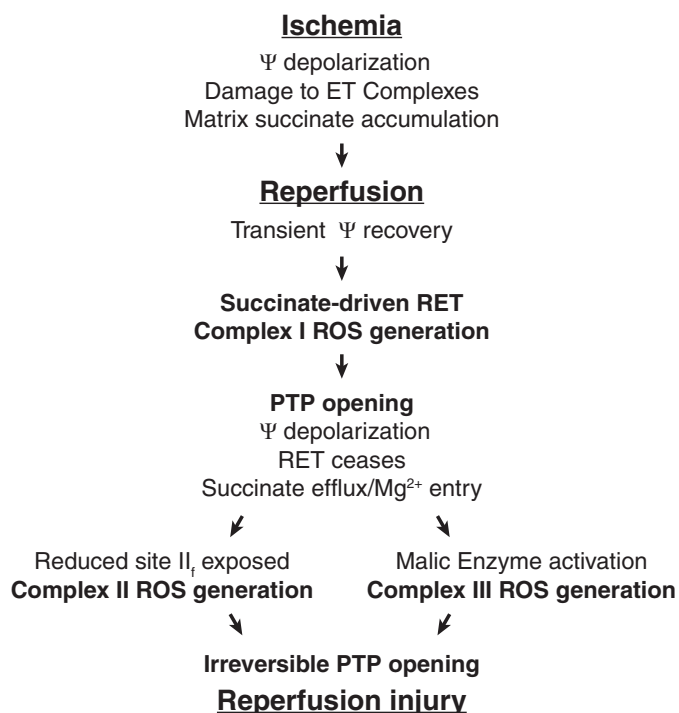 Ischemia
Ψ depolarization
Damage to ET Complexes
Matrix succinate accumulation
Reperfusion
Transient Ψ recovery
Succinate-driven RET
Complex I ROS generation
PTP opening
Ψ depolarization
RET ceases
Succinate efflux/Mg²⁺ entry
Reduced site II_f exposed
Complex II ROS generation
Malic Enzyme activation
Complex III ROS generation
Irreversible PTP opening
Reperfusion injury